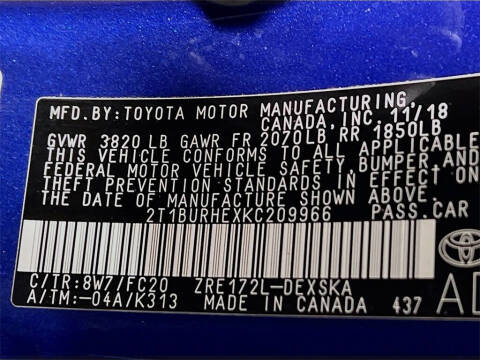 MFD. BY: TOYOTA MOTOR MANUFACTURING
CANADA, INC. 11/18
GVWR 3820 LB GAWR FR 2070LB RR 1850LB
THIS VEHICLE CONFORMS TO ALL APPLICABLE
FEDERAL MOTOR VEHICLE SAFETY, BUMPER, AND
THEFT PREVENTION STANDARDS IN EFFECT ON
THE DATE OF MANUFACTURE SHOWN ABOVE.
2T1BURHEXKC209966 PASS. CAR
C/TR: 8W7/FC20 ZRE172L-DEXSKA
A/TM: -04A/K313 MADE IN CANADA 437
TOYOTA